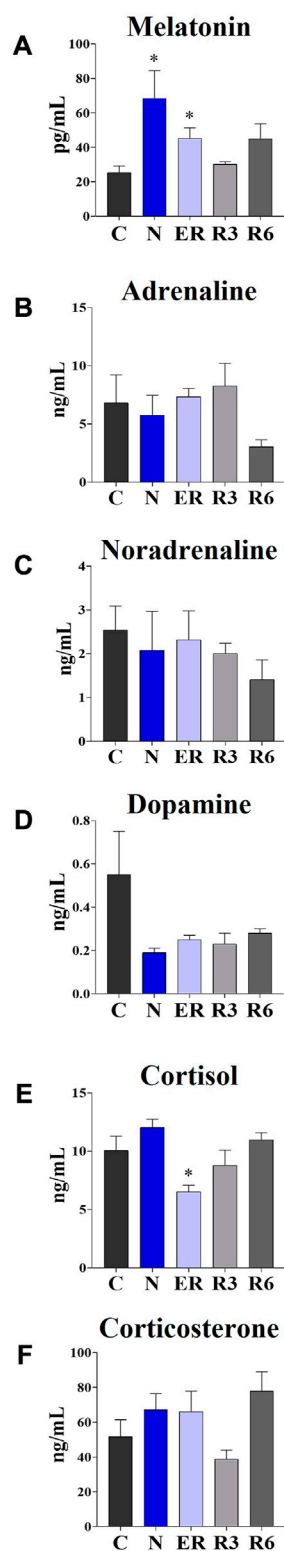 A
Melatonin
pg/mL
100
80
60
40
20
0
*
*
C N ER R3 R6
B
Adrenaline
ng/mL
15
10
5
0
C N ER R3 R6
C
Noradrenaline
ng/mL
4
3
2
1
0
C N ER R3 R6
D
Dopamine
ng/mL
0.8
0.6
0.4
0.2
0.0
C N ER R3 R6
E
Cortisol
ng/mL
15
10
5
0
*
C N ER R3 R6
F
Corticosterone
ng/mL
100
80
60
40
20
0
C N ER R3 R6